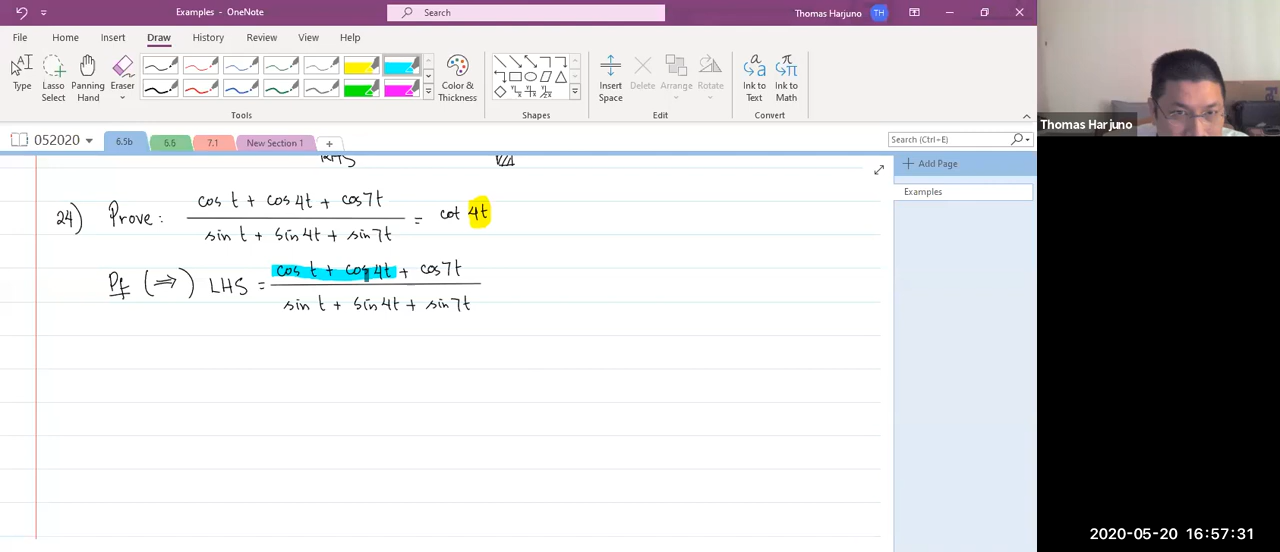 Examples - OneNote
Search
Thomas Harjuno TH
File Home Insert Draw History Review View Help
Type
Lasso Select
Panning Hand
Eraser
Color & Thickness
Insert Space
Delete
Arrange
Rotate
Ink to Text
Ink to Math
Tools
Shapes
Edit
Convert
Thomas Harjuno
052020
6.5b
6.6
7.1
New Section 1
Search (Ctrl+E)
Add Page
Examples
RHS
24) Prove: cos t + cos 4t + cos 7t / sin t + sin 4t + sin 7t = cot 4t
Pf (⇒) LHS = cos t + cos 4t + cos 7t / sin t + sin 4t + sin 7t
2020-05-20 16:57:31